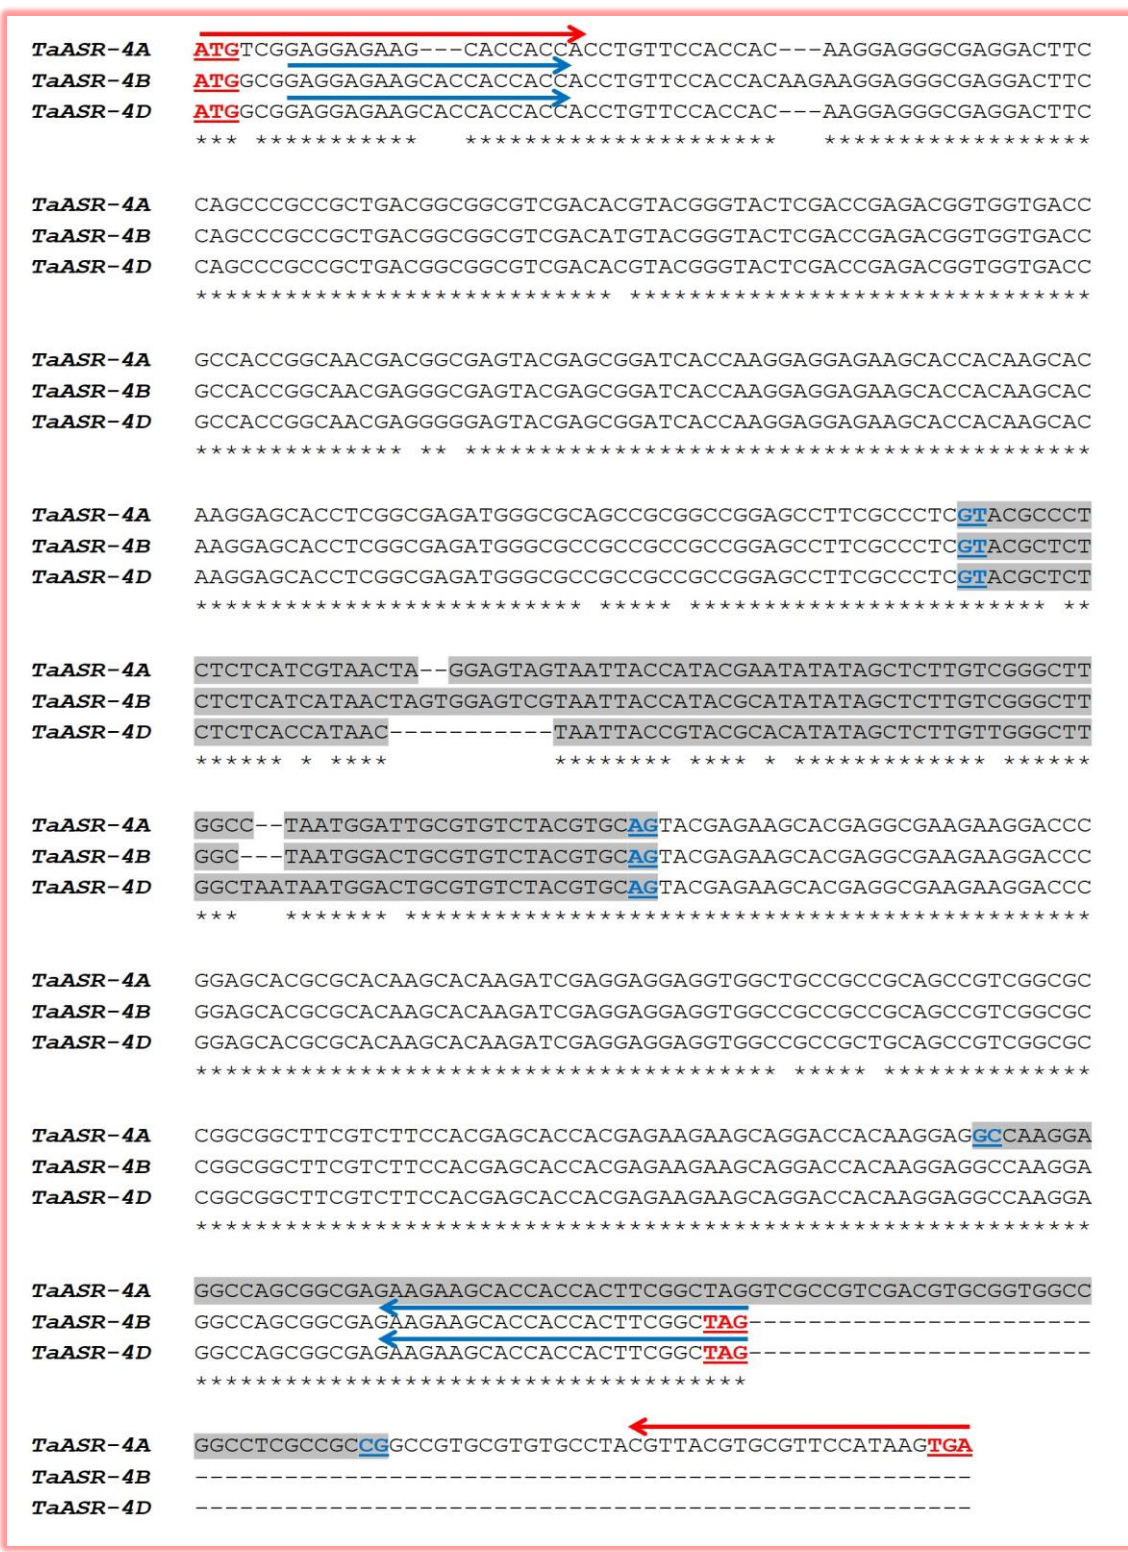 TaASR-4A ATGTCGGAGGAGAAG---CACCACCACCTGTTCCACCAC---AAGGAGGGCGAGGACTTC
TaASR-4B ATGGCGGAGGAGAAGCACCACCACCACCTGTTCCACCACAAGAAGGAGGGCGAGGACTTC
TaASR-4D ATGGCGGAGGAGAAGCACCACCACCACCTGTTCCACCAC---AAGGAGGGCGAGGACTTC
*** ***********   *********************   ******************
TaASR-4A CAGCCCGCCGCTGACGGCGGCGTCGACACGTACGGGTACTCGACCGAGACGGTGGTGACC
TaASR-4B CAGCCCGCCGCTGACGGCGGCGTCGACATGTACGGGTACTCGACCGAGACGGTGGTGACC
TaASR-4D CAGCCCGCCGCTGACGGCGGCGTCGACACGTACGGGTACTCGACCGAGACGGTGGTGACC
**************************** *******************************
TaASR-4A GCCACCGGCAACGACGGCGAGTACGAGCGGATCACCAAGGAGGAGAAGCACCACAAGCAC
TaASR-4B GCCACCGGCAACGAGGGCGAGTACGAGCGGATCACCAAGGAGGAGAAGCACCACAAGCAC
TaASR-4D GCCACCGGCAACGAGGGGGAGTACGAGCGGATCACCAAGGAGGAGAAGCACCACAAGCAC
************** ** ******************************************
TaASR-4A AAGGAGCACCTCGGCGAGATGGGCGCAGCCGCGGCCGGAGCCTTCGCCCTCGTACGCCCT
TaASR-4B AAGGAGCACCTCGGCGAGATGGGCGCCGCCGCCGCCGGAGCCTTCGCCCTCGTACGCTCT
TaASR-4D AAGGAGCACCTCGGCGAGATGGGCGCCGCCGCCGCCGGAGCCTTCGCCCTCGTACGCTCT
************************** ***** ************************ **
TaASR-4A CTCTCATCGTAACTA--GGAGTAGTAATTACCATACGAATATATAGCTCTTGTCGGGCTT
TaASR-4B CTCTCATCATAACTAGTGGAGTCGTAATTACCATACGCATATATAGCTCTTGTCGGGCTT
TaASR-4D CTCTCACCATAAC-----------TAATTACCGTACGCACATATAGCTCTTGTTGGGCTT
****** * ****           ******** **** * ************* ******
TaASR-4A GGCC--TAATGGATTGCGTGTCTACGTGCAGTACGAGAAGCACGAGGCGAAGAAGGACCC
TaASR-4B GGC---TAATGGACTGCGTGTCTACGTGCAGTACGAGAAGCACGAGGCGAAGAAGGACCC
TaASR-4D GGCTAATAATGGACTGCGTGTCTACGTGCAGTACGAGAAGCACGAGGCGAAGAAGGACCC
***   ******* **********************************************
TaASR-4A GGAGCACGCGCACAAGCACAAGATCGAGGAGGAGGTGGCTGCCGCCGCAGCCGTCGGCGC
TaASR-4B GGAGCACGCGCACAAGCACAAGATCGAGGAGGAGGTGGCCGCCGCCGCAGCCGTCGGCGC
TaASR-4D GGAGCACGCGCACAAGCACAAGATCGAGGAGGAGGTGGCCGCCGCTGCAGCCGTCGGCGC
*************************************** ***** **************
TaASR-4A CGGCGGCTTCGTCTTCCACGAGCACCACGAGAAGAAGCAGGACCACAAGGAGGCCAAGGA
TaASR-4B CGGCGGCTTCGTCTTCCACGAGCACCACGAGAAGAAGCAGGACCACAAGGAGGCCAAGGA
TaASR-4D CGGCGGCTTCGTCTTCCACGAGCACCACGAGAAGAAGCAGGACCACAAGGAGGCCAAGGA
************************************************************
TaASR-4A GGCCAGCGGCGAGAAGAAGCACCACCACTTCGGCTAGGTCGCCGTCGACGTGCGGTGGCC
TaASR-4B GGCCAGCGGCGAGAAGAAGCACCACCACTTCGGCTAG-----------------------
TaASR-4D GGCCAGCGGCGAGAAGAAGCACCACCACTTCGGCTAG-----------------------
*************************************
TaASR-4A GGCCTCGCCGCCGGCCGTGCGTGTGCCTACGTTACGTGCGTTCCATAAGTGA
TaASR-4B ----------------------------------------------------
TaASR-4D ----------------------------------------------------